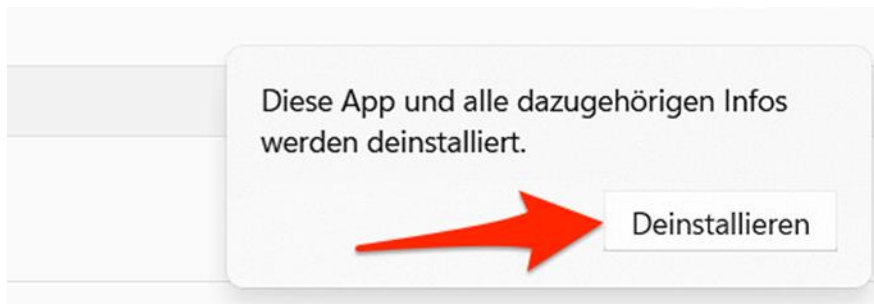 Diese App und alle dazugehörigen Infos
werden deinstalliert.
Deinstallieren